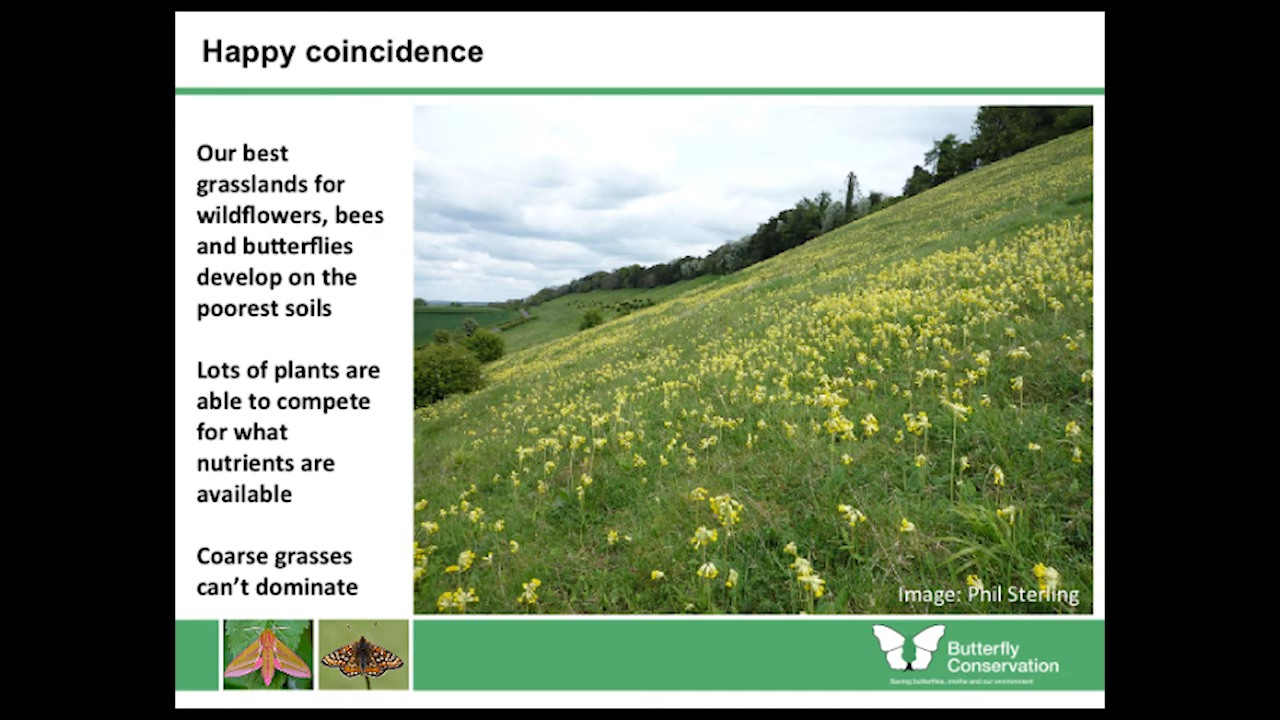 Happy coincidence
Our best
grasslands for
wildflowers, bees
and butterflies
develop on the
poorest soils
Lots of plants are
able to compete
for what
nutrients are
available
Coarse grasses
can’t dominate
Image: Phil Sterling
Butterfly
Conservation
Saving butterflies, moths and our environment